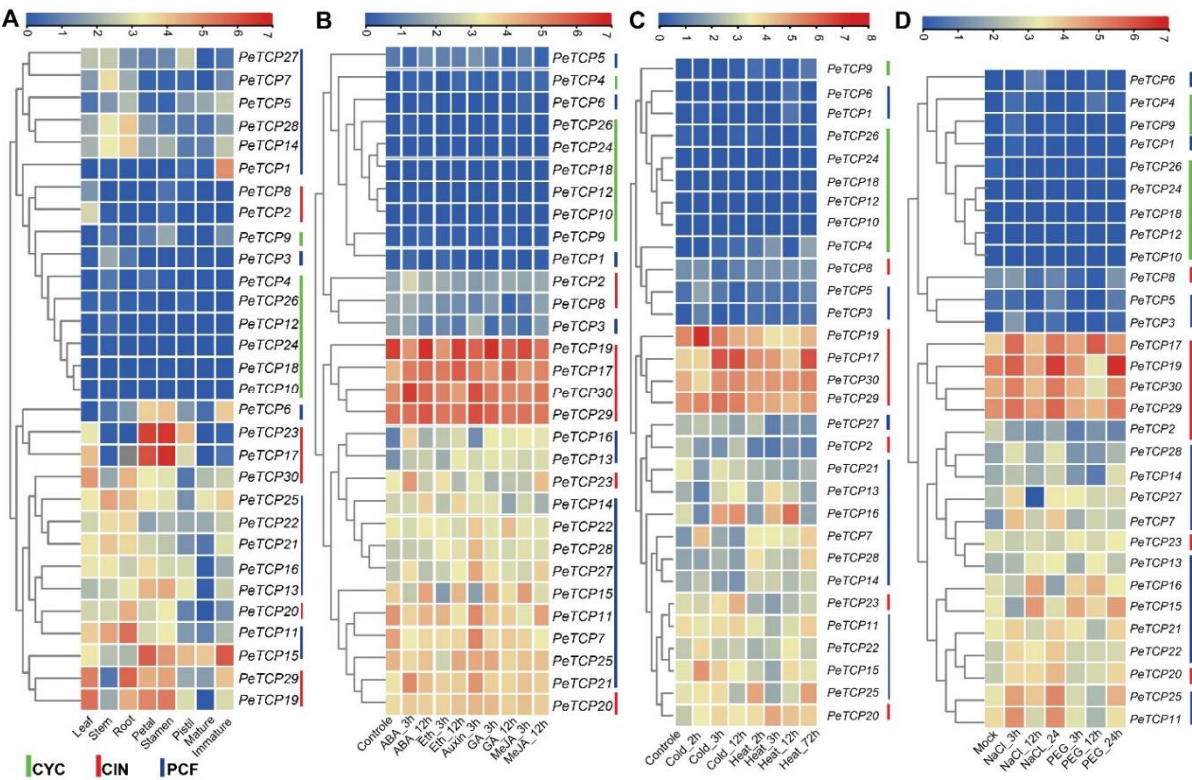 A
1 2 3 4 5 6 7
PeTCP27
PeTCP7
PeTCP5
PeTCP28
PeTCP14
PeTCP1
PeTCP8
PeTCP2
PeTCP9
PeTCP3
PeTCP4
PeTCP26
PeTCP12
PeTCP24
PeTCP18
PeTCP10
PeTCP6
PeTCP23
PeTCP17
PeTCP30
PeTCP25
PeTCP22
PeTCP21
PeTCP16
PeTCP13
PeTCP20
PeTCP11
PeTCP15
PeTCP29
PeTCP19
Leaf
Stem
Root
Petal
Stamen
Pistil
Mature
Immature
CYC CIN PCF
B
0 1 2 3 4 5 6 7
PeTCP5
PeTCP4
PeTCP6
PeTCP26
PeTCP24
PeTCP18
PeTCP12
PeTCP10
PeTCP9
PeTCP1
PeTCP2
PeTCP8
PeTCP3
PeTCP19
PeTCP17
PeTCP30
PeTCP29
PeTCP16
PeTCP13
PeTCP23
PeTCP14
PeTCP22
PeTCP28
PeTCP27
PeTCP15
PeTCP11
PeTCP7
PeTCP25
PeTCP21
PeTCP20
Controle
ABA_3h
ABA_12h
Eth_3h
Eth_12h
Auxin_3h
GA_3h
GA_12h
MeJA_3h
MeJA_12h
C
0 1 2 3 4 5 6 7 8
PeTCP9
PeTCP6
PeTCP1
PeTCP26
PeTCP24
PeTCP18
PeTCP12
PeTCP10
PeTCP4
PeTCP8
PeTCP5
PeTCP3
PeTCP19
PeTCP17
PeTCP30
PeTCP29
PeTCP27
PeTCP2
PeTCP21
PeTCP13
PeTCP16
PeTCP7
PeTCP28
PeTCP14
PeTCP23
PeTCP11
PeTCP22
PeTCP15
PeTCP25
PeTCP20
Controle
Cold_2h
Cold_3h
Cold_12h
Heat_2h
Heat_3h
Heat_12h
Heat_72h
D
0 1 2 3 4 5 6 7
PeTCP6
PeTCP4
PeTCP9
PeTCP1
PeTCP26
PeTCP24
PeTCP18
PeTCP12
PeTCP10
PeTCP8
PeTCP5
PeTCP3
PeTCP17
PeTCP19
PeTCP30
PeTCP29
PeTCP2
PeTCP28
PeTCP14
PeTCP27
PeTCP7
PeTCP23
PeTCP13
PeTCP16
PeTCP15
PeTCP21
PeTCP22
PeTCP20
PeTCP25
PeTCP11
Mock
NaCl_3h
NaCl_12h
NaCl_24
PEG_3h
PEG_12h
PEG_24h